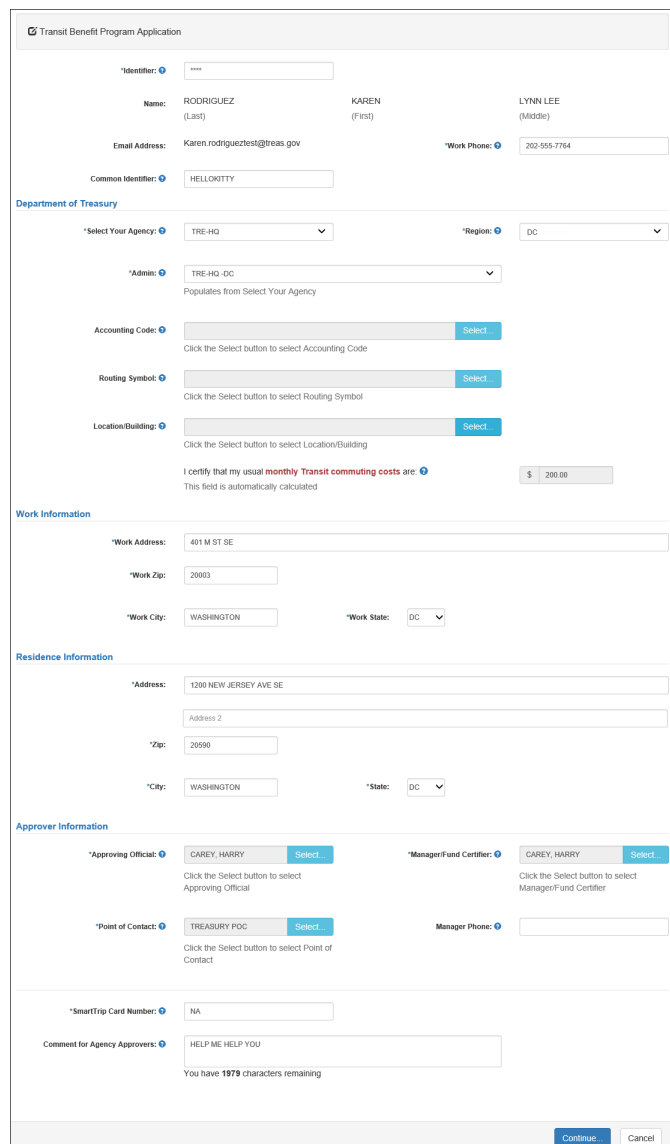 Transit Benefit Program Application
*Identifier: ****
Name: RODRIGUEZ KAREN LYNN LEE
(Last) (First) (Middle)
Email Address: Karen.rodrigueztest@treas.gov *Work Phone: 202-555-7764
Common Identifier: HELLOKITTY
Department of Treasury
*Select Your Agency: TRE-HQ *Region: DC
*Admin: TRE-HQ -DC
Populates from Select Your Agency
Accounting Code: Select...
Click the Select button to select Accounting Code
Routing Symbol: Select...
Click the Select button to select Routing Symbol
Location/Building: Select...
Click the Select button to select Location/Building
I certify that my usual monthly Transit commuting costs are: $ 200.00
This field is automatically calculated
Work Information
*Work Address: 401 M ST SE
*Work Zip: 20003
*Work City: WASHINGTON *Work State: DC
Residence Information
*Address: 1200 NEW JERSEY AVE SE
Address 2
*Zip: 20590
*City: WASHINGTON *State: DC
Approver Information
*Approving Official: CAREY, HARRY Select... *Manager/Fund Certifier: CAREY, HARRY Select...
Click the Select button to select Click the Select button to select
Approving Official Manager/Fund Certifier
*Point of Contact: TREASURY POC Select... Manager Phone:
Click the Select button to select Point of
Contact
*SmartTrip Card Number: NA
Comment for Agency Approvers: HELP ME HELP YOU
You have 1979 characters remaining
Continue... Cancel